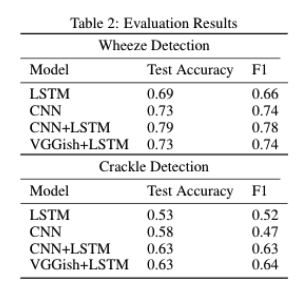 Table 2: Evaluation Results
Wheeze Detection
Model Test Accuracy F1
LSTM 0.69 0.66
CNN 0.73 0.74
CNN+LSTM 0.79 0.78
VGGish+LSTM 0.73 0.74
Crackle Detection
Model Test Accuracy F1
LSTM 0.53 0.52
CNN 0.58 0.47
CNN+LSTM 0.63 0.63
VGGish+LSTM 0.63 0.64